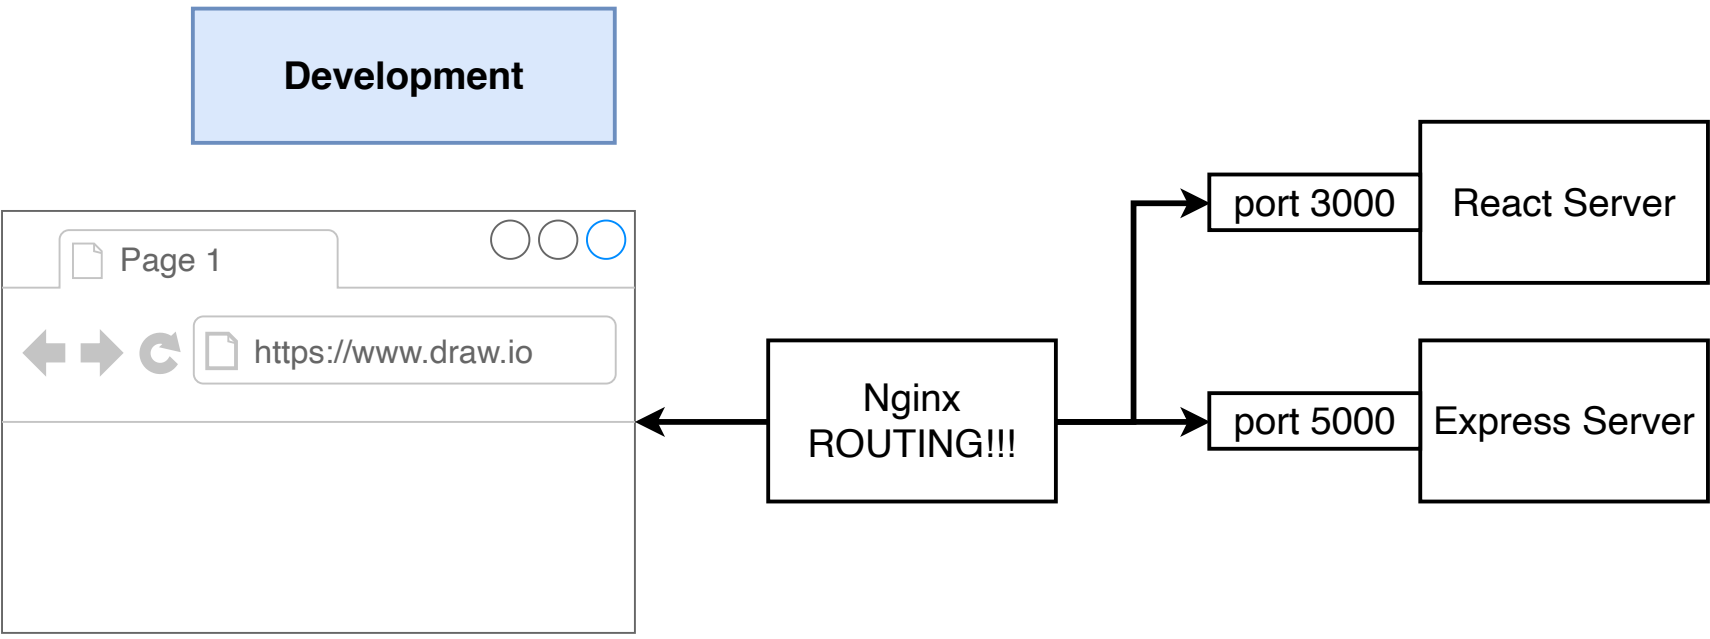 Development
Page 1
https://www.draw.io
Nginx
ROUTING!!!
port 3000
React Server
port 5000
Express Server